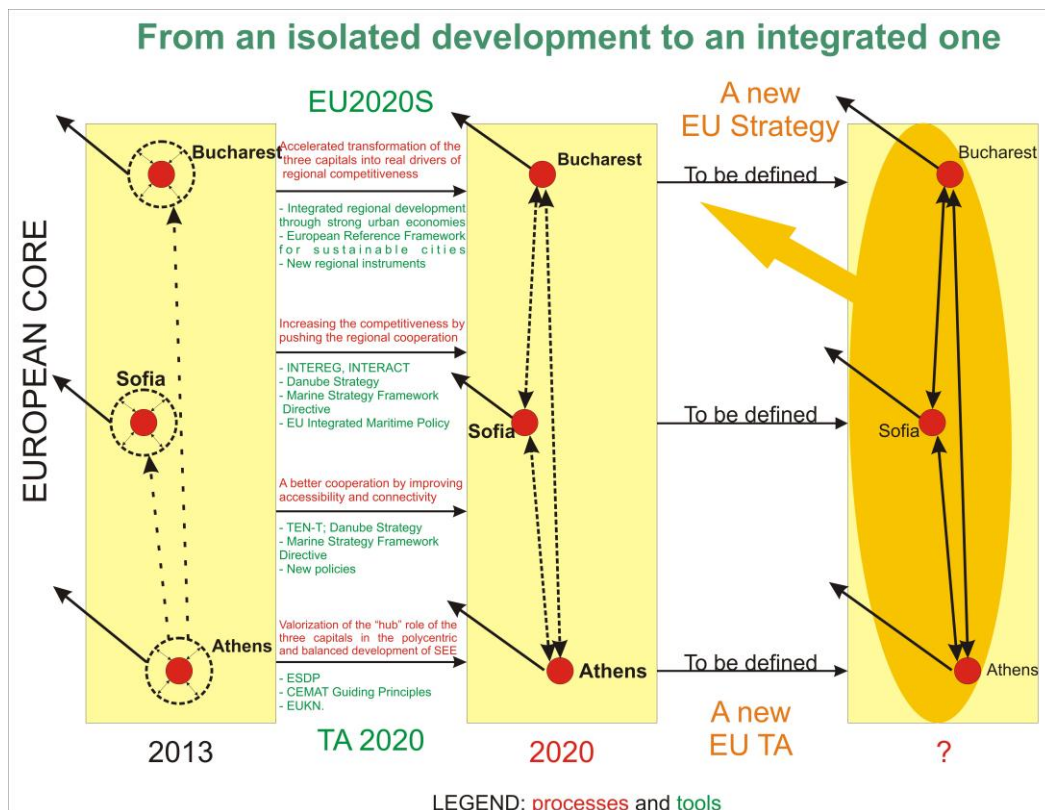 From an isolated development to an integrated one
EUROPEAN CORE
Bucharest
Sofia
Athens
2013
EU2020S
Accelerated transformation of the
three capitals into real drivers of
regional competitiveness
- Integrated regional development
through strong urban economies
- European Reference Framework
for sustainable cities
- New regional instruments
Increasing the competitiveness by
pushing the regional cooperation
- INTEREG, INTERACT
- Danube Strategy
- Marine Strategy Framework
Directive
- EU Integrated Maritime Policy
A better cooperation by improving
accessibility and connectivity
- TEN-T; Danube Strategy
- Marine Strategy Framework
Directive
- New policies
Valorization of the "hub" role of the
three capitals in the polycentric
and balanced development of SEE
- ESDP
- CEMAT Guiding Principles
- EUKN.
TA 2020
Bucharest
Sofia
Athens
2020
A new
EU Strategy
To be defined
To be defined
To be defined
A new
EU TA
Bucharest
Sofia
Athens
?
LEGEND: processes and tools